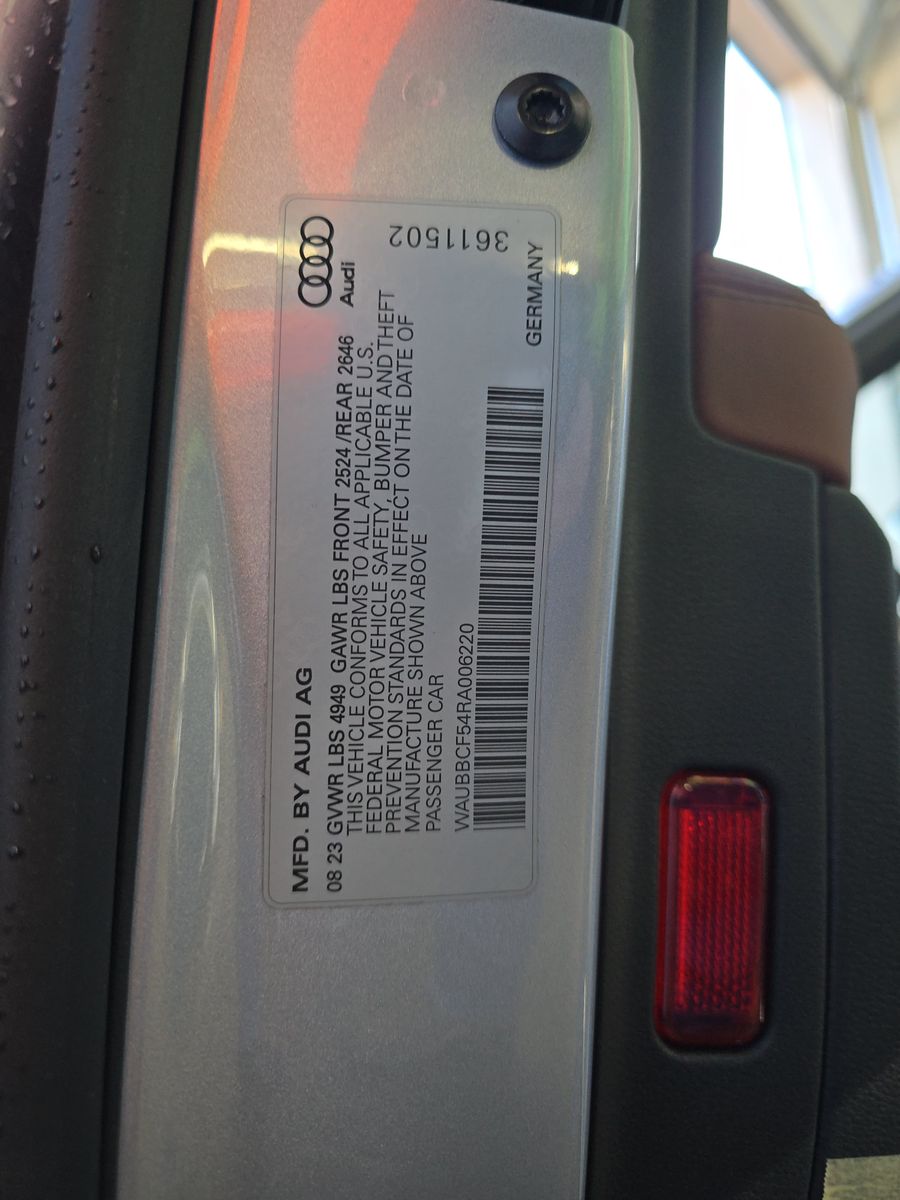 Audi
MFD. BY AUDI AG
08 23 GVWR LBS 4949 GAWR LBS FRONT 2524 /REAR 2646
THIS VEHICLE CONFORMS TO ALL APPLICABLE U.S.
FEDERAL MOTOR VEHICLE SAFETY, BUMPER AND THEFT
PREVENTION STANDARDS IN EFFECT ON THE DATE OF
MANUFACTURE SHOWN ABOVE
PASSENGER CAR
WAUBBCF54RA006220
GERMANY
3611502